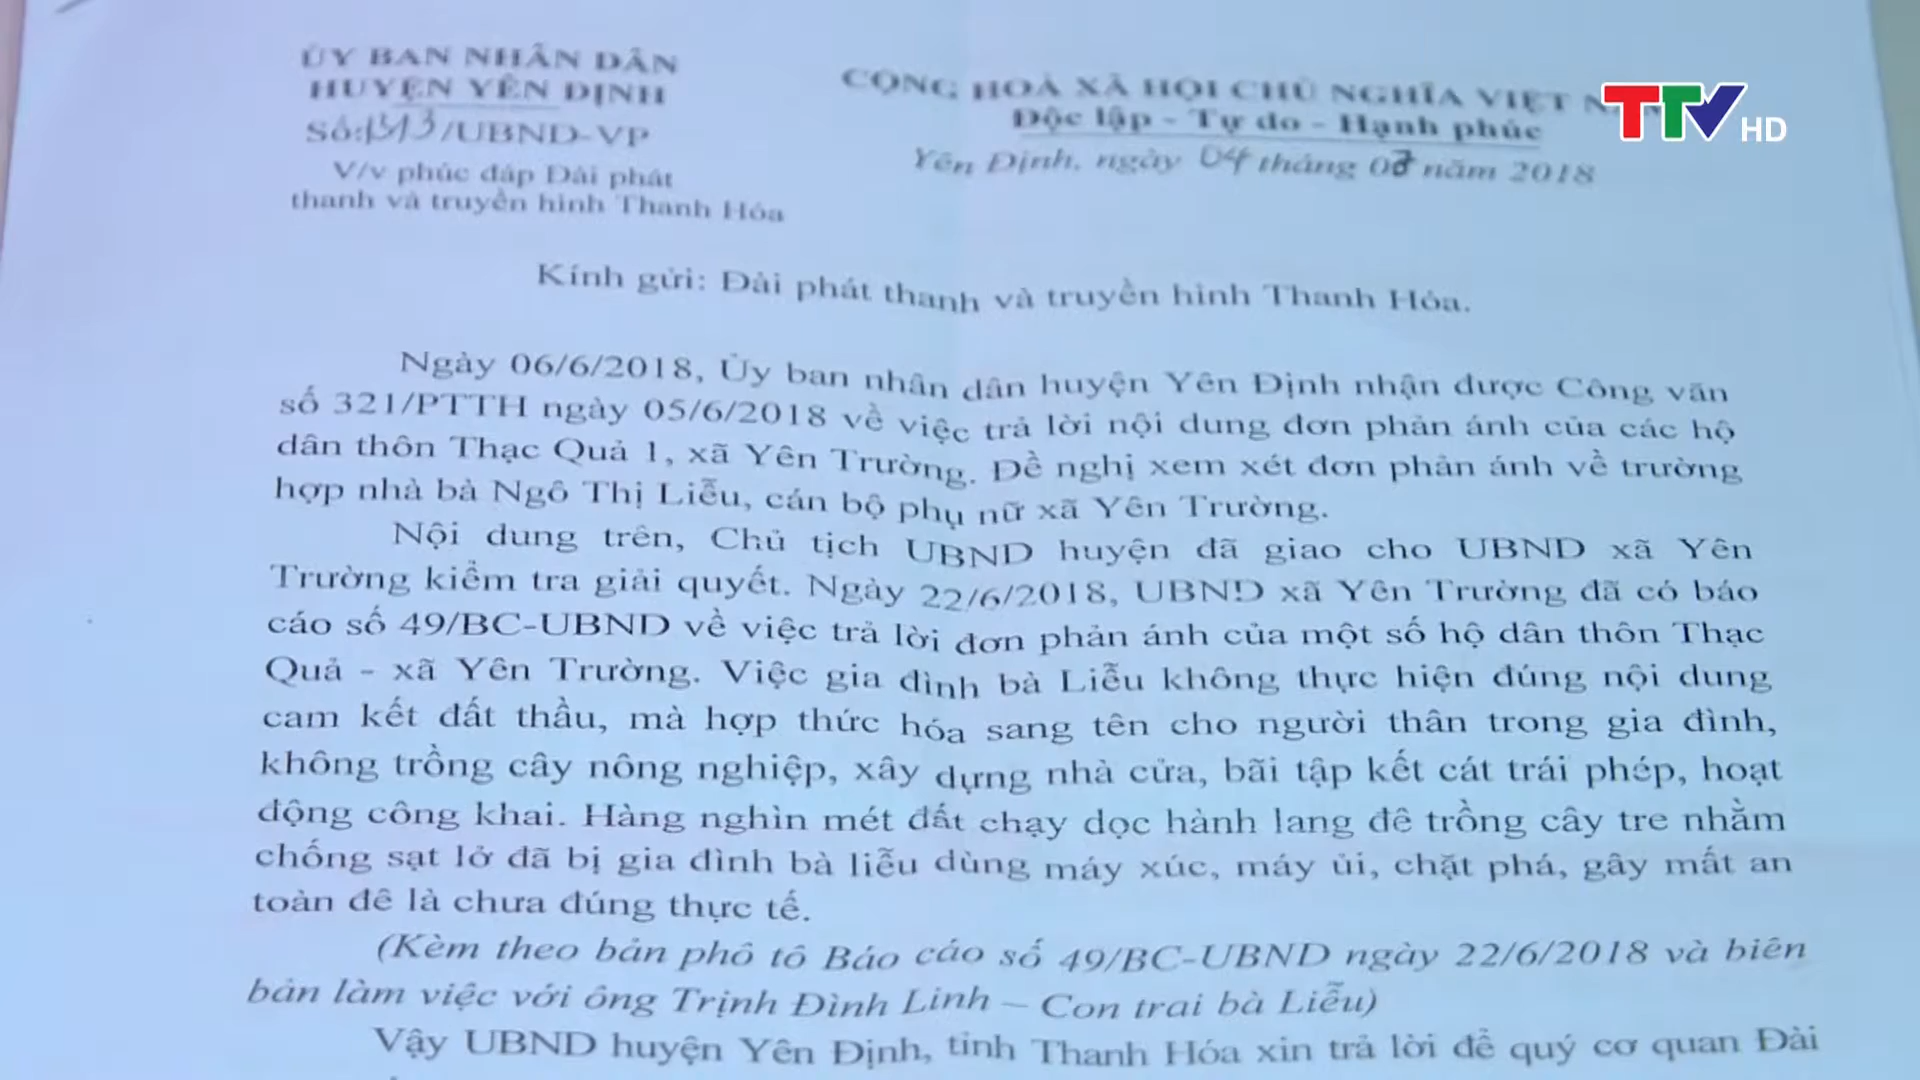 ỦY BAN NHÂN DÂN
HUYỆN YÊN ĐỊNH
Số: /UBND-VP
V/v phúc đáp Đài phát
thanh và truyền hình Thanh Hóa
CỘNG HOÀ XÃ HỘI CHỦ NGHĨA VIỆT
Độc lập - Tự do - Hạnh phúc
Yên Định, ngày 04 tháng năm 2018
TTV HD
Kính gửi: Đài phát thanh và truyền hình Thanh Hóa.
Ngày 06/6/2018, Ủy ban nhân dân huyện Yên Định nhận được Công văn
số 321/PTTH ngày 05/6/2018 về việc trả lời nội dung đơn phản ánh của các hộ
dân thôn Thạc Quả 1, xã Yên Trường. Đề nghị xem xét đơn phản ánh về trường
hợp nhà bà Ngô Thị Liễu, cán bộ phụ nữ xã Yên Trường.
Nội dung trên, Chủ tịch UBND huyện đã giao cho UBND xã Yên
Trường kiểm tra giải quyết. Ngày 22/6/2018, UBND xã Yên Trường đã có báo
cáo số 49/BC-UBND về việc trả lời đơn phản ánh của một số hộ dân thôn Thạc
Quả - xã Yên Trường. Việc gia đình bà Liễu không thực hiện đúng nội dung
cam kết đất thầu, mà hợp thức hóa sang tên cho người thân trong gia đình,
không trồng cây nông nghiệp, xây dựng nhà cửa, bãi tập kết cát trái phép, hoạt
động công khai. Hàng nghìn mét đất chạy dọc hành lang đê trồng cây tre nhằm
chống sạt lở đã bị gia đình bà liễu dùng máy xúc, máy ủi, chặt phá, gây mất an
toàn đê là chưa đúng thực tế.
(Kèm theo bản phô tô Báo cáo số 49/BC-UBND ngày 22/6/2018 và biên
bản làm việc với ông Trịnh Đình Linh – Con trai bà Liễu)
Vậy UBND huyện Yên Định, tỉnh Thanh Hóa xin trả lời để quý cơ quan Đài